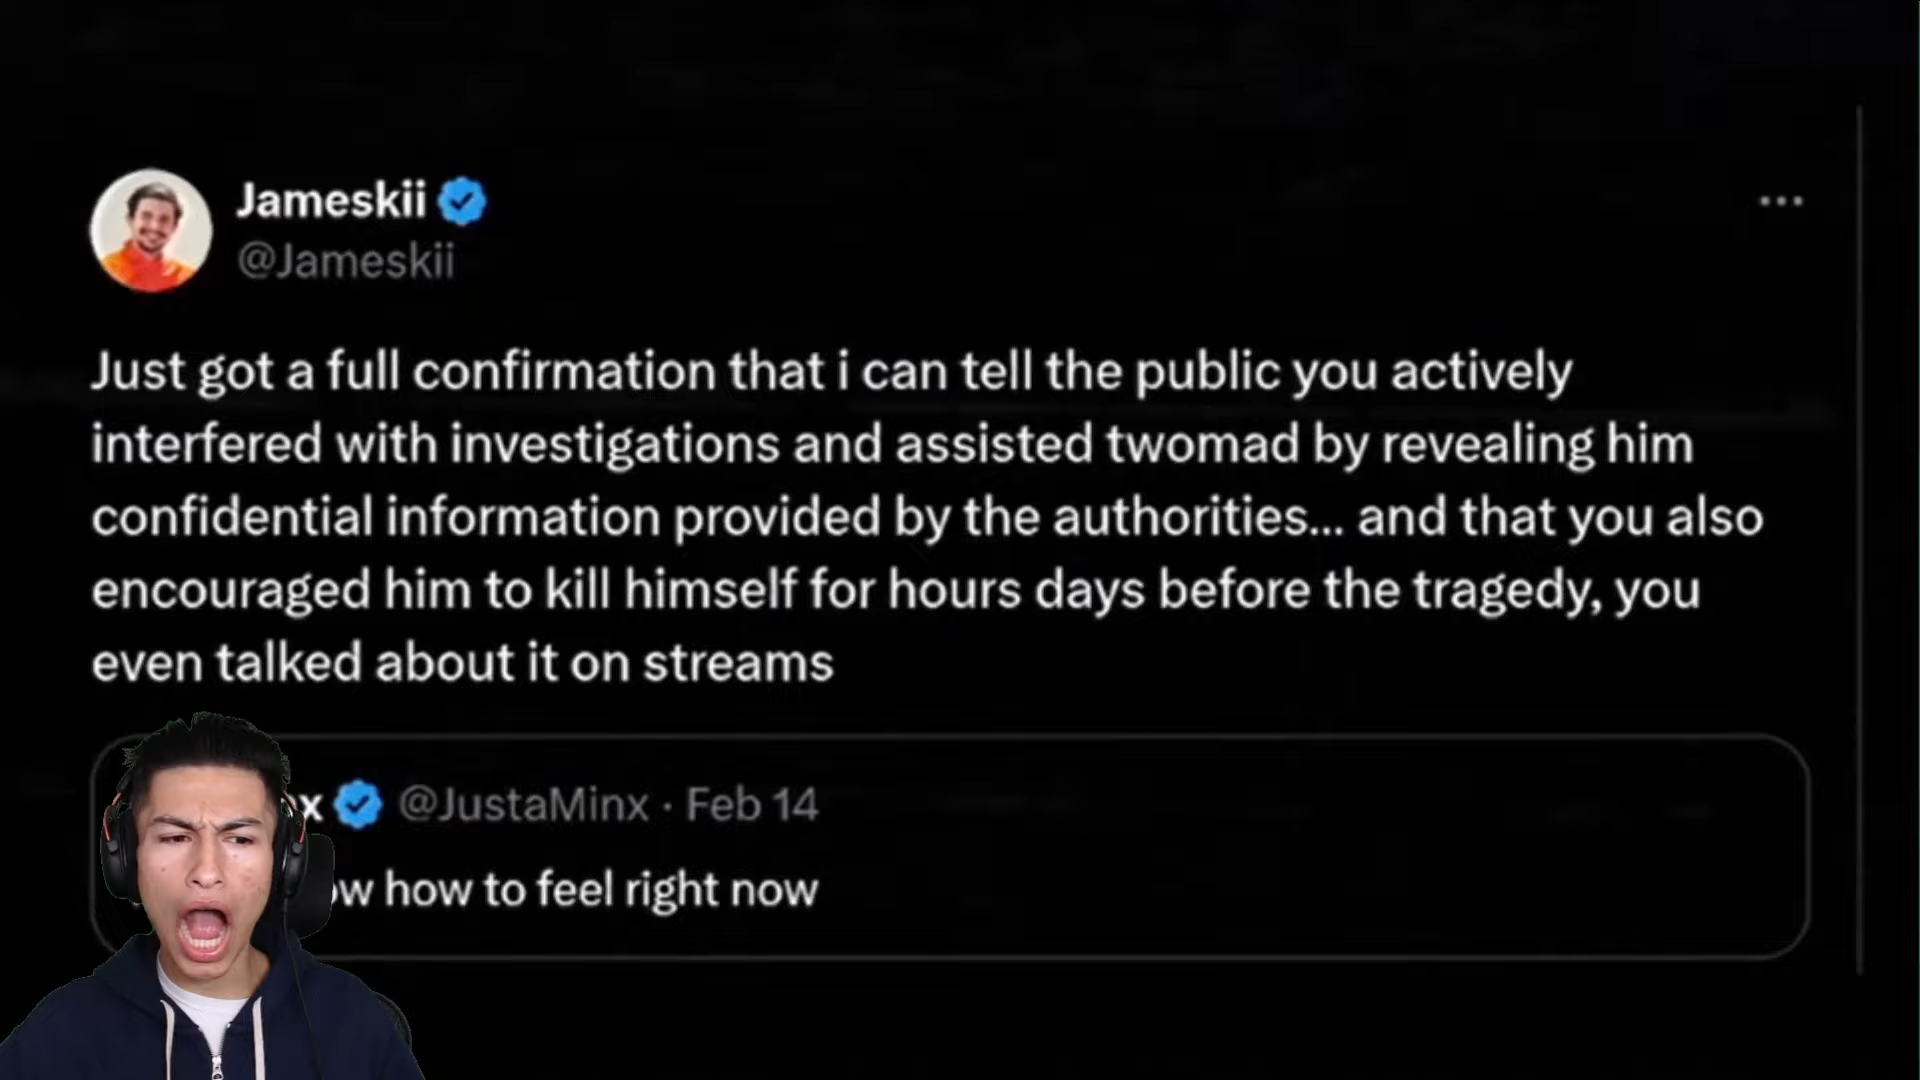 Jameskii
@Jameskii
Just got a full confirmation that i can tell the public you actively
interfered with investigations and assisted twomad by revealing him
confidential information provided by the authorities... and that you also
encouraged him to kill himself for hours days before the tragedy, you
even talked about it on streams
@JustaMinx · Feb 14
how to feel right now